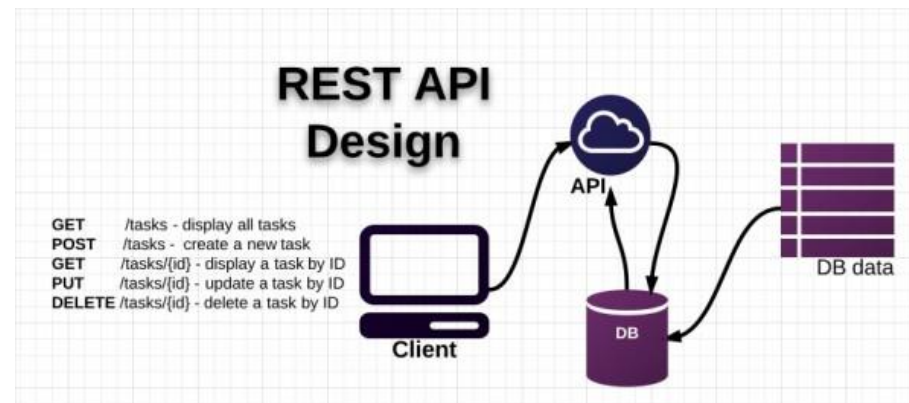 REST API
Design
GET /tasks - display all tasks
POST /tasks - create a new task
GET /tasks/{id} - display a task by ID
PUT /tasks/{id} - update a task by ID
DELETE /tasks/{id} - delete a task by ID
Client
API
DB
DB data